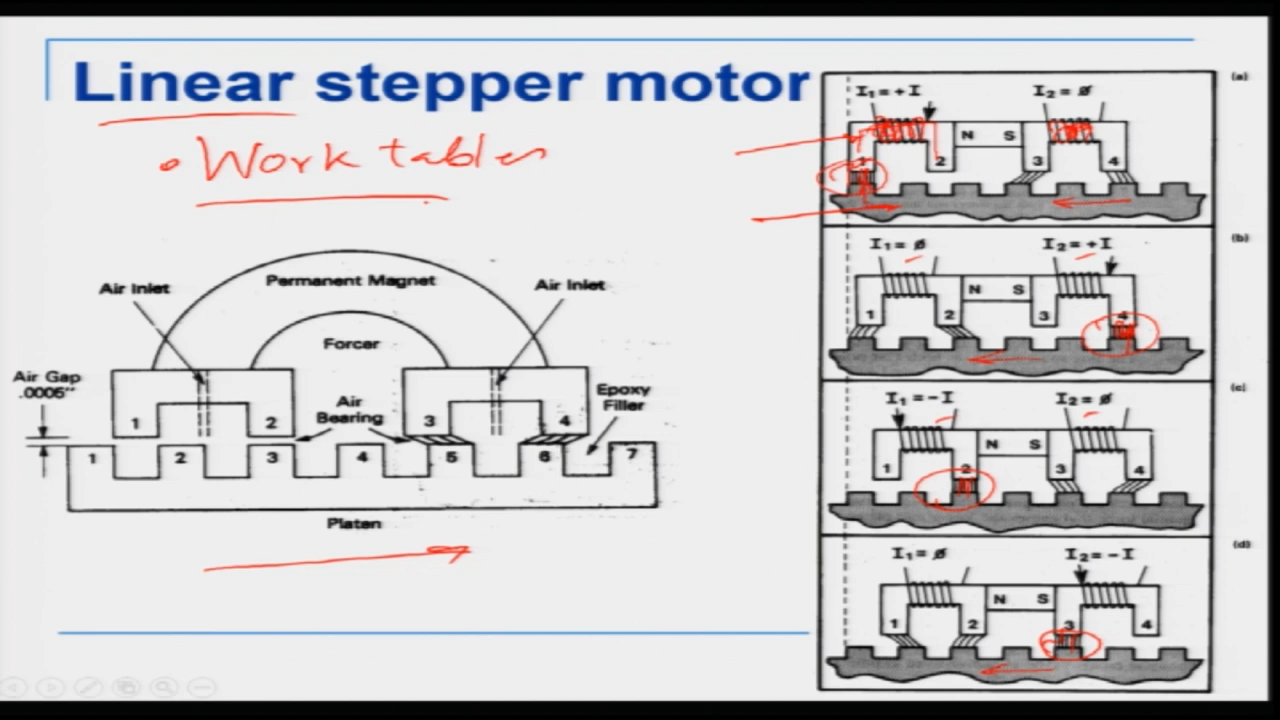 Linear stepper motor
• Work tables
Air Inlet
Permanent Magnet
Air Inlet
Forcer
Air Gap
.0005"
Air
Bearing
Epoxy
Filler
1 2 3 4
1 2 3 4 5 6 7
Platen
(a)
I₁ = +I I₂ = ø
N S
1 2 3 4
(b)
I₁ = ø I₂ = +I
N S
1 2 3 4
(c)
I₁ = -I I₂ = ø
N S
1 2 3 4
(d)
I₁ = ø I₂ = -I
N S
1 2 3 4